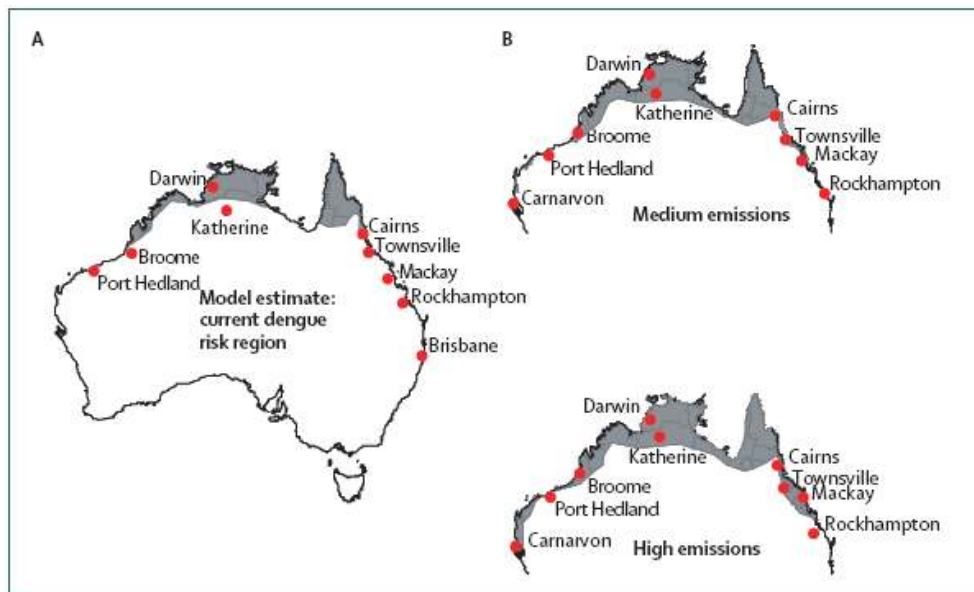 A
Darwin
Katherine
Broome
Port Hedland
Cairns
Townsville
Mackay
Rockhampton
Brisbane
Model estimate:
current dengue
risk region
B
Darwin
Katherine
Broome
Port Hedland
Carnarvon
Cairns
Townsville
Mackay
Rockhampton
Medium emissions
Darwin
Katherine
Broome
Port Hedland
Carnarvon
Cairns
Townsville
Mackay
Rockhampton
High emissions